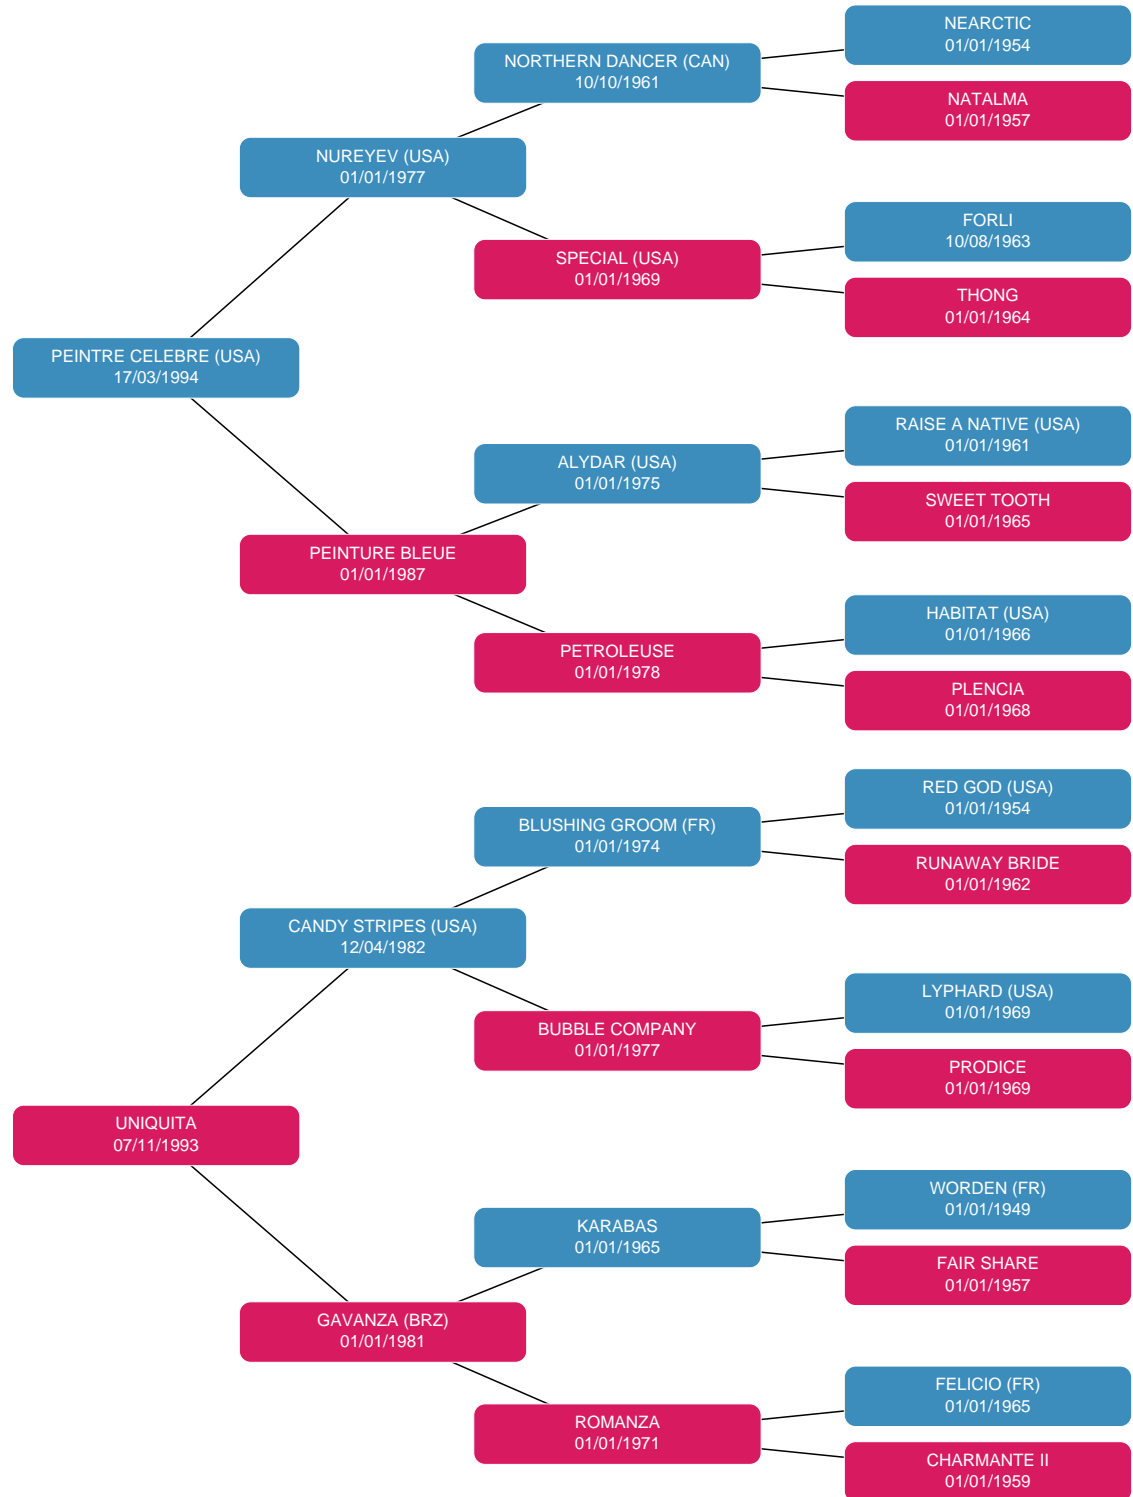 NEARCTIC
01/01/1954
NORTHERN DANCER (CAN)
10/10/1961
NATALMA
01/01/1957
NUREYEV (USA)
01/01/1977
FORLI
10/08/1963
SPECIAL (USA)
01/01/1969
THONG
01/01/1964
PEINTRE CELEBRE (USA)
17/03/1994
RAISE A NATIVE (USA)
01/01/1961
ALYDAR (USA)
01/01/1975
SWEET TOOTH
01/01/1965
PEINTURE BLEUE
01/01/1987
HABITAT (USA)
01/01/1966
PETROLEUSE
01/01/1978
PLENCIA
01/01/1968
RED GOD (USA)
01/01/1954
BLUSHING GROOM (FR)
01/01/1974
RUNAWAY BRIDE
01/01/1962
CANDY STRIPES (USA)
12/04/1982
LYPHARD (USA)
01/01/1969
BUBBLE COMPANY
01/01/1977
PRODICE
01/01/1969
UNIQUITA
07/11/1993
WORDEN (FR)
01/01/1949
KARABAS
01/01/1965
FAIR SHARE
01/01/1957
GAVANZA (BRZ)
01/01/1981
FELICIO (FR)
01/01/1965
ROMANZA
01/01/1971
CHARMANTE II
01/01/1959